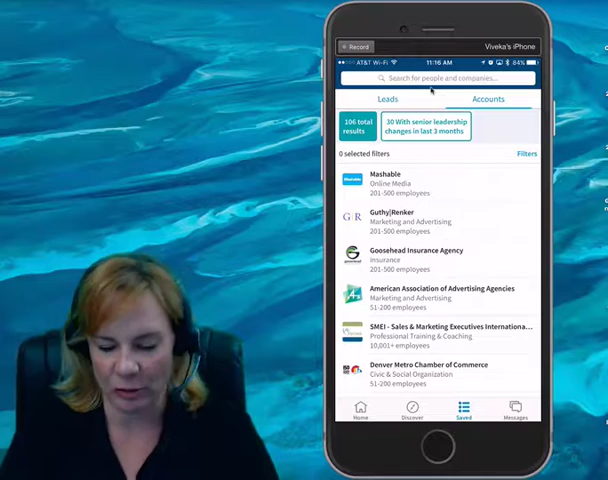 Record
Viveka's iPhone
AT&T Wi-Fi
11:16 AM
84%
Search for people and companies...
Leads
Accounts
106 total
results
30 With senior leadership
changes in last 3 months
0 selected filters
Filters
Mashable
Online Media
201-500 employees
G|R
Guthy|Renker
Marketing and Advertising
201-500 employees
Goosehead Insurance Agency
Insurance
201-500 employees
American Association of Advertising Agencies
Marketing and Advertising
51-200 employees
SMEI - Sales & Marketing Executives Internationa...
Professional Training & Coaching
10,001+ employees
Denver Metro Chamber of Commerce
Civic & Social Organization
51-200 employees
Home
Discover
Saved
Messages